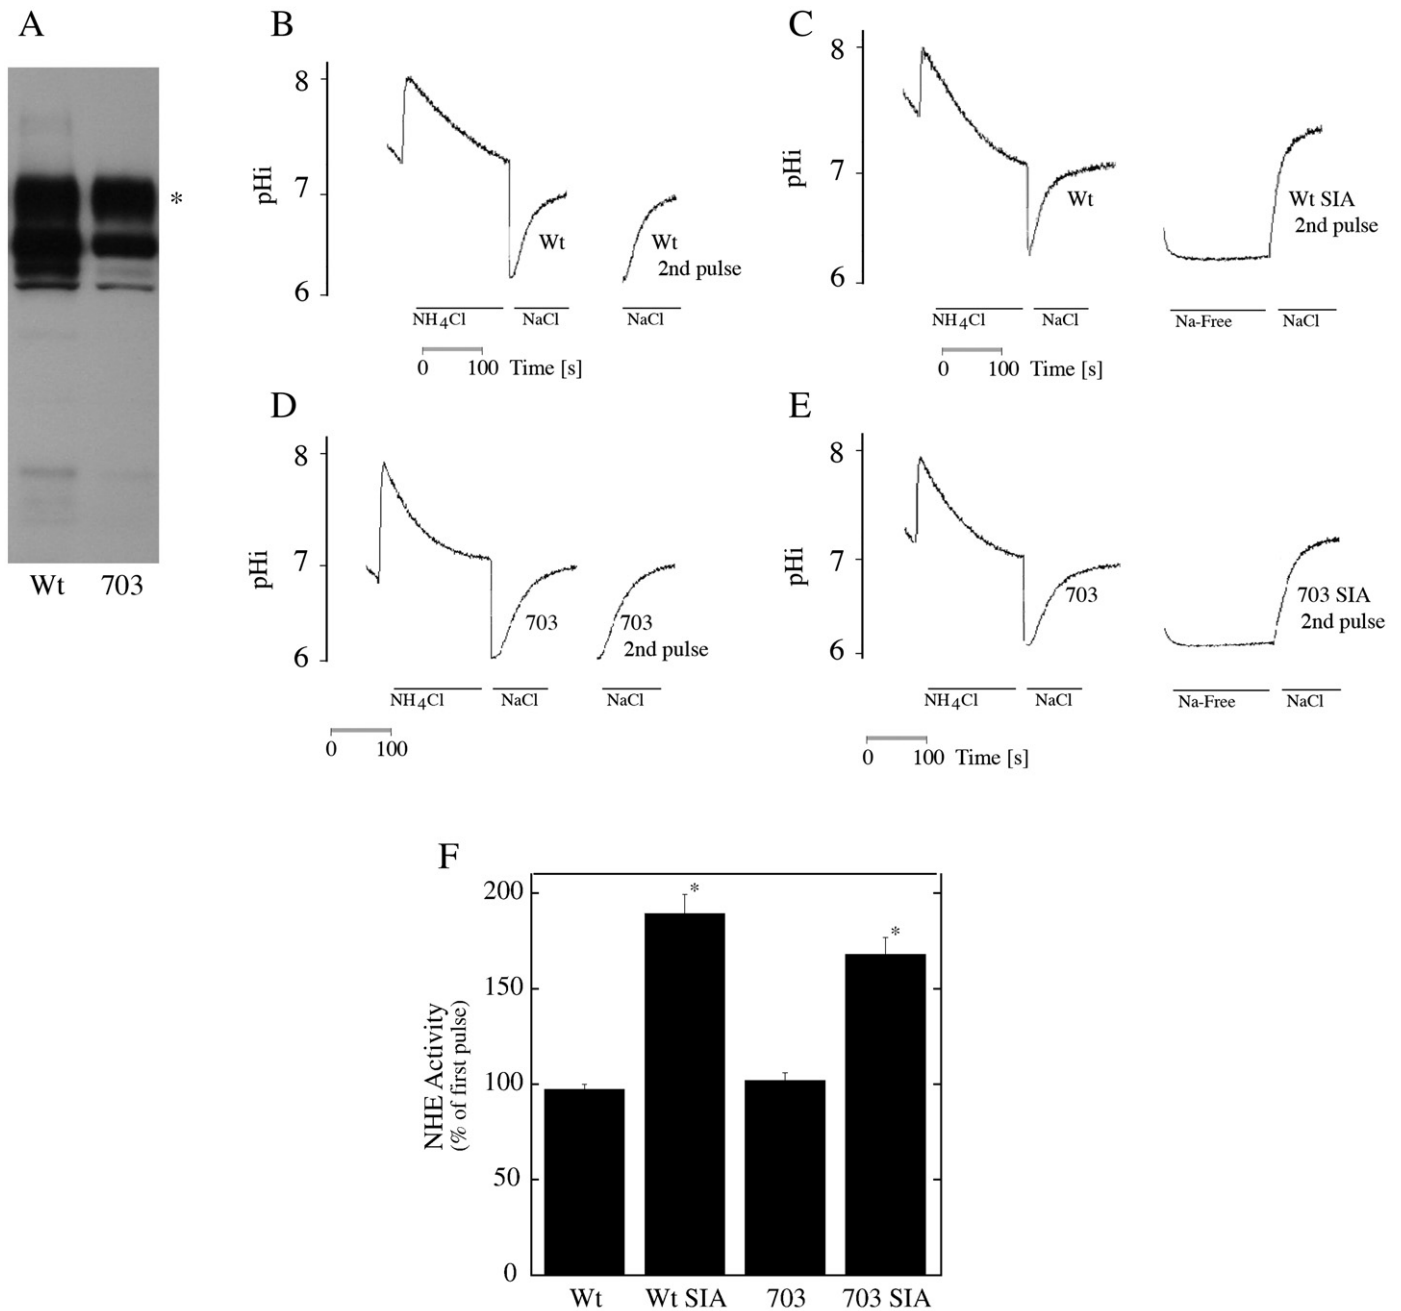 A
*
Wt 703
B
8
7
6
pHi
Wt
Wt
2nd pulse
NH4Cl
NaCl
NaCl
0 100 Time [s]
C
8
7
6
pHi
Wt
Wt SIA
2nd pulse
NH4Cl
NaCl
Na-Free
NaCl
0 100 Time [s]
D
8
7
6
pHi
703
703
2nd pulse
NH4Cl
NaCl
NaCl
0 100
E
8
7
6
pHi
703
703 SIA
2nd pulse
NH4Cl
NaCl
Na-Free
NaCl
0 100 Time [s]
F
200
150
100
50
0
NHE Activity
(% of first pulse)
*
*
Wt Wt SIA 703 703 SIA